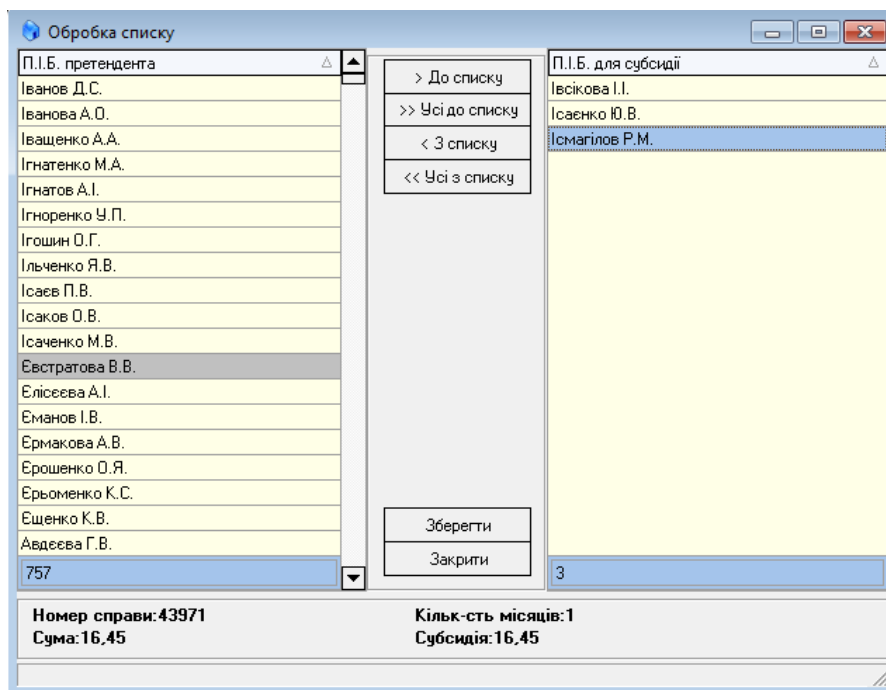 Обробка списку
П.І.Б. претендента
Іванов Д.С.
Іванова А.О.
Іващенко А.А.
Ігнатенко М.А.
Ігнатов А.І.
Ігноренко У.П.
Ігошин О.Г.
Ільченко Я.В.
Ісаєв П.В.
Ісаков О.В.
Ісаченко М.В.
Євстратова В.В.
Єлісєєва А.І.
Єманов І.В.
Єрмакова А.В.
Єрошенко О.Я.
Єрьоменко К.С.
Єщенко К.В.
Авдєєва Г.В.
757
> До списку
>> Усі до списку
< З списку
<< Усі з списку
Зберегти
Закрити
П.І.Б. для субсидії
Івсікова І.І.
Ісаєнко Ю.В.
Ісмагілов Р.М.
3
Номер справи:43971
Сума:16,45
Кільк-сть місяців:1
Субсидія:16,45